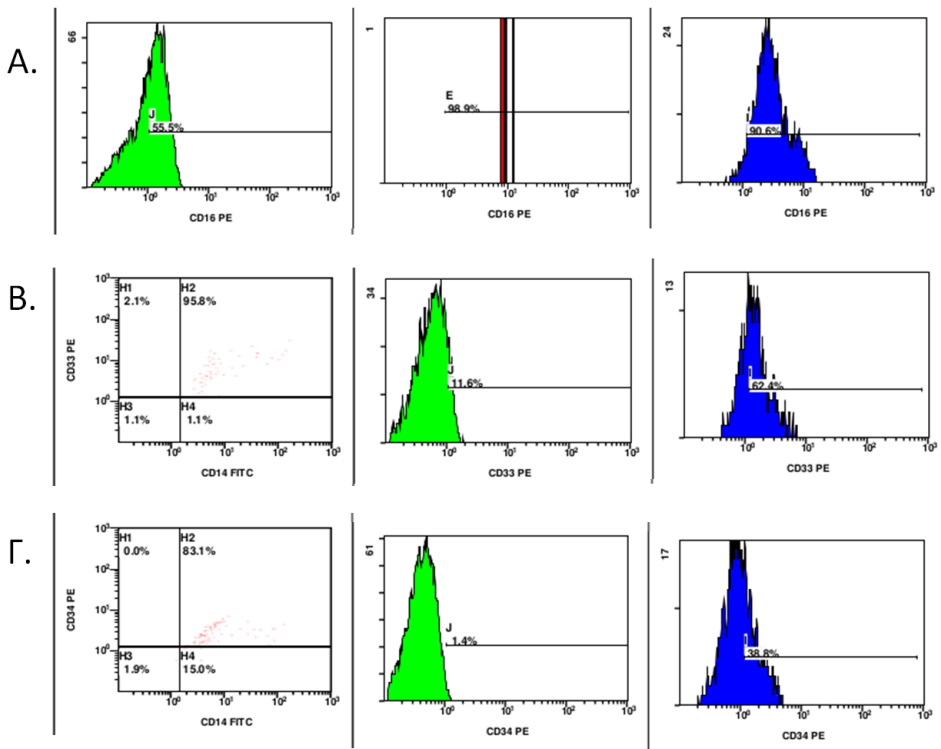 А.
66
J
55.5%
10⁰ 10¹ 10² 10³
CD16 PE
1
E
98.9%
10⁰ 10¹ 10² 10³
CD16 PE
24
I
90.6%
10⁰ 10¹ 10² 10³
CD16 PE
В.
CD33 PE
10³
10²
10¹
10⁰
H1
2.1%
H2
95.8%
H3
1.1%
H4
1.1%
10⁰ 10¹ 10² 10³
CD14 FITC
34
J
11.6%
10⁰ 10¹ 10² 10³
CD33 PE
13
I
62.4%
10⁰ 10¹ 10² 10³
CD33 PE
Г.
CD34 PE
10³
10²
10¹
10⁰
H1
0.0%
H2
83.1%
H3
1.9%
H4
15.0%
10⁰ 10¹ 10² 10³
CD14 FITC
61
J
1.4%
10⁰ 10¹ 10² 10³
CD34 PE
17
I
38.8%
10⁰ 10¹ 10² 10³
CD34 PE